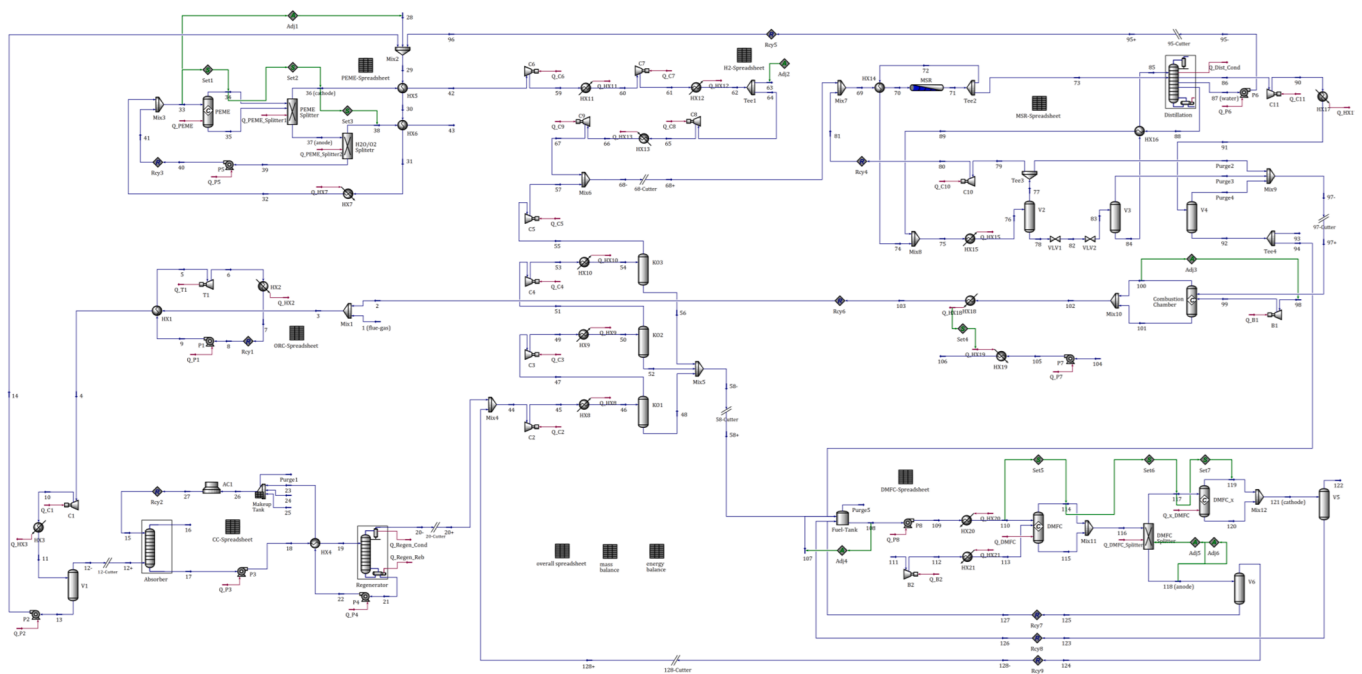 Adj1
28
96
Rcy5
95+
95-Cutter
95-
Mix2
PEME-Spreadsheet
H2-Spreadsheet
Adj2
29
Set1
Set2
36 (cathode)
HX5
42
C6
Q_C6
59
HX11
60
C7
Q_C7
61
HX12
62
Tee1
63
64
Mix7
69
HX14
70
MSR
71
72
Tee2
73
MSR-Spreadsheet
85
Q_Dist_Cond
86
87 (water)
P6
Q_P6
Distillation
C11
Q_C11
90
Mix3
33
PEME
Q_PEME
35
PEME
Splitter
Q_PEME_Splitter1
Set3
38
30
HX6
43
37 (anode)
H2O/O2
Splitetr
Q_PEME_Splitter2
41
Rcy3
40
P5
Q_P5
39
31
32
Q_HX7
HX7
C9
Q_C9
67
66
HX13
65
C8
Q_C8
Mix6
68-
68-Cutter
68+
57
C5
Q_C5
55
81
Rcy4
80
79
C10
Q_C10
Tee3
77
89
HX16
88
91
Purge2
Purge3
Purge4
Mix9
97-
97-Cutter
97+
74
Mix8
75
HX15
Q_HX15
76
V2
78
VLV1
82
VLV2
83
V3
84
V4
92
93
94
Tee4
5
6
Q_T1
T1
HX2
Q_HX2
HX1
3
Mix1
2
1 (flue-gas)
ORC-Spreadsheet
9
P1
Q_P1
8
Rcy1
7
53
HX10
Q_HX10
54
KO3
C4
Q_C4
51
56
49
HX9
Q_HX9
50
KO2
C3
Q_C3
52
47
Mix5
58-
58-Cutter
58+
Mix4
44
45
HX8
Q_HX8
46
KO1
C2
Q_C2
48
Rcy6
103
HX18
Q_HX18
102
Mix10
100
Adj3
Combustion
Chamber
101
99
98
Q_B1
B1
Set4
106
Q_HX19
HX19
105
P7
Q_P7
104
14
4
10
C1
Q_C1
HX3
Q_HX3
11
V1
12-
12-Cutter
12+
P2
Q_P2
13
Rcy2
27
AC1
26
Purge1
Makeup
Tank
23
24
25
CC-Spreadsheet
15
16
Absorber
17
P3
Q_P3
18
HX4
19
Q_Regen_Cond
Q_Regen_Reb
Regenerator
20-
20-Cutter
20+
22
P4
Q_P4
21
overall spreadsheet
mass
balance
energy
balance
DMFC-Spreadsheet
Purge5
Fuel-Tank
107
108
Adj4
P8
Q_P8
109
HX20
Q_HX20
110
Set5
DMFC
Q_DMFC
111
B2
Q_B2
112
HX21
Q_HX21
113
114
115
Mix11
116
Set6
117
Set7
DMFC
Splitter
Q_DMFC_Splitter
Adj5
Adj6
118 (anode)
DMFC_s
Q_s_DMFC
119
120
Mix12
121 (cathode)
122
V5
V6
127
Rcy7
125
126
Rcy8
123
128+
128-Cutter
128-
Rcy9
124